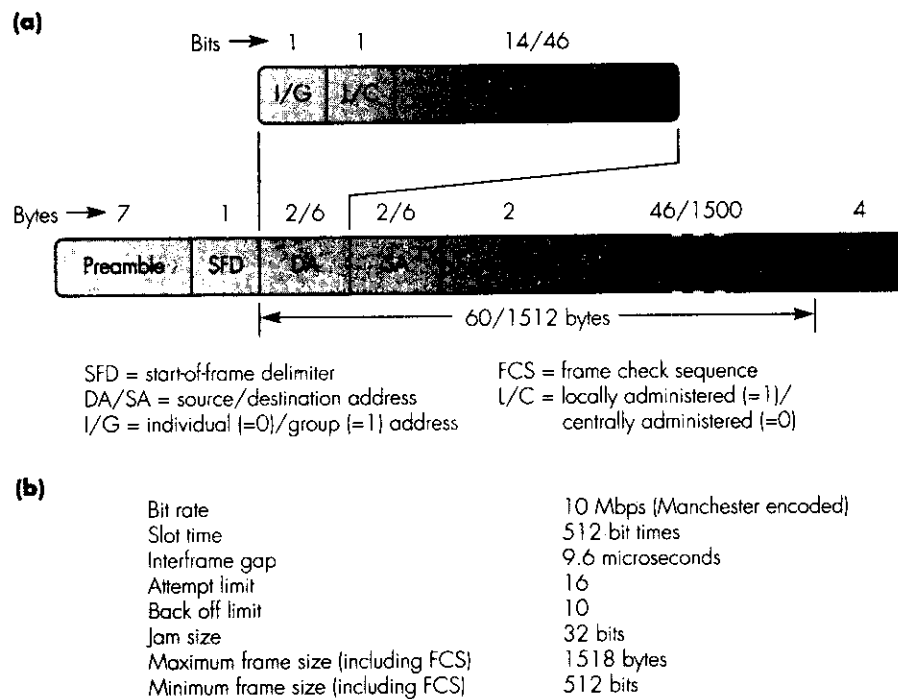 (a)
Bits → 1 1 14/46
I/G L/C
Bytes → 7 1 2/6 2/6 2 46/1500 4
Preamble SFD DA SA
60/1512 bytes
SFD = start-of-frame delimiter
DA/SA = source/destination address
I/G = individual (=0)/group (=1) address
FCS = frame check sequence
L/C = locally administered (=1)/
centrally administered (=0)
(b)
Bit rate 10 Mbps (Manchester encoded)
Slot time 512 bit times
Interframe gap 9.6 microseconds
Attempt limit 16
Back off limit 10
Jam size 32 bits
Maximum frame size (including FCS) 1518 bytes
Minimum frame size (including FCS) 512 bits